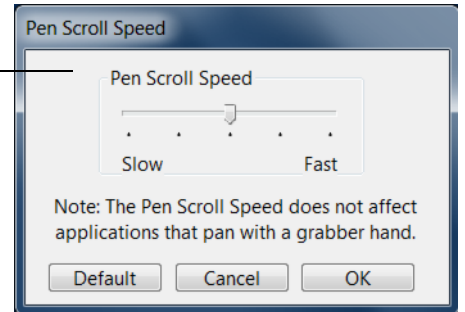 Pen Scroll Speed
Pen Scroll Speed
Slow Fast
Note: The Pen Scroll Speed does not affect
applications that pan with a grabber hand.
Default Cancel OK